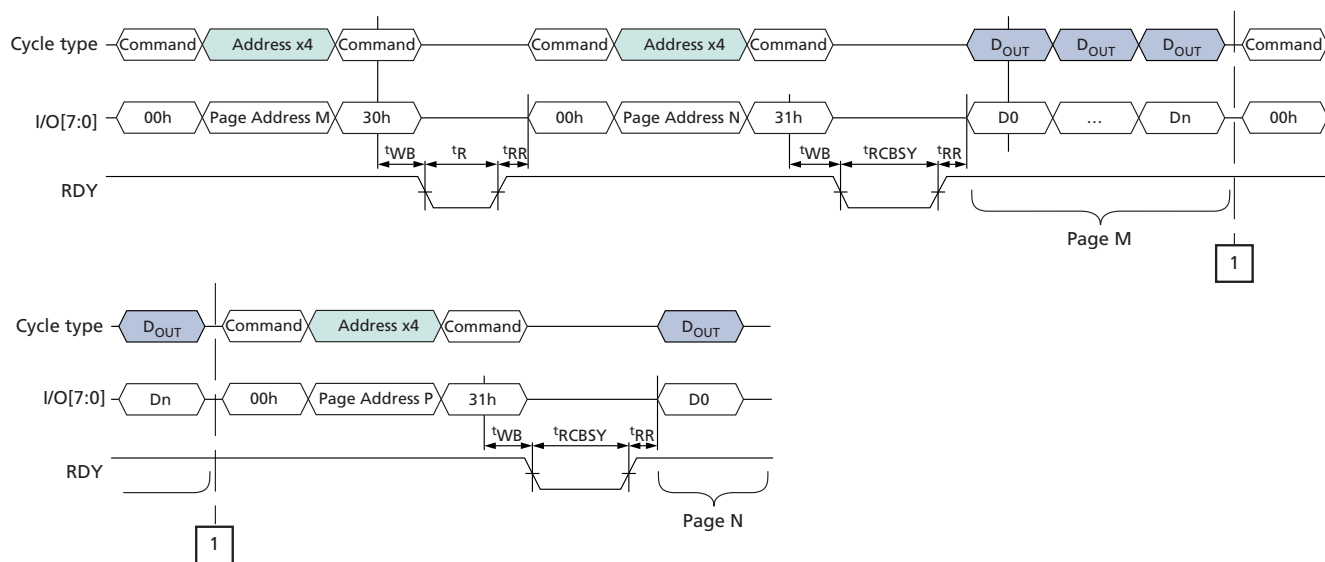 Cycle type Command Address x4 Command Command Address x4 Command DOUT DOUT DOUT Command
I/O[7:0] 00h Page Address M 30h 00h Page Address N 31h D0 … Dn 00h
tWB tR tRR tWB tRCBSY tRR
RDY
Page M
1
Cycle type DOUT Command Address x4 Command DOUT
I/O[7:0] Dn 00h Page Address P 31h D0
tWB tRCBSY tRR
RDY
Page N
1